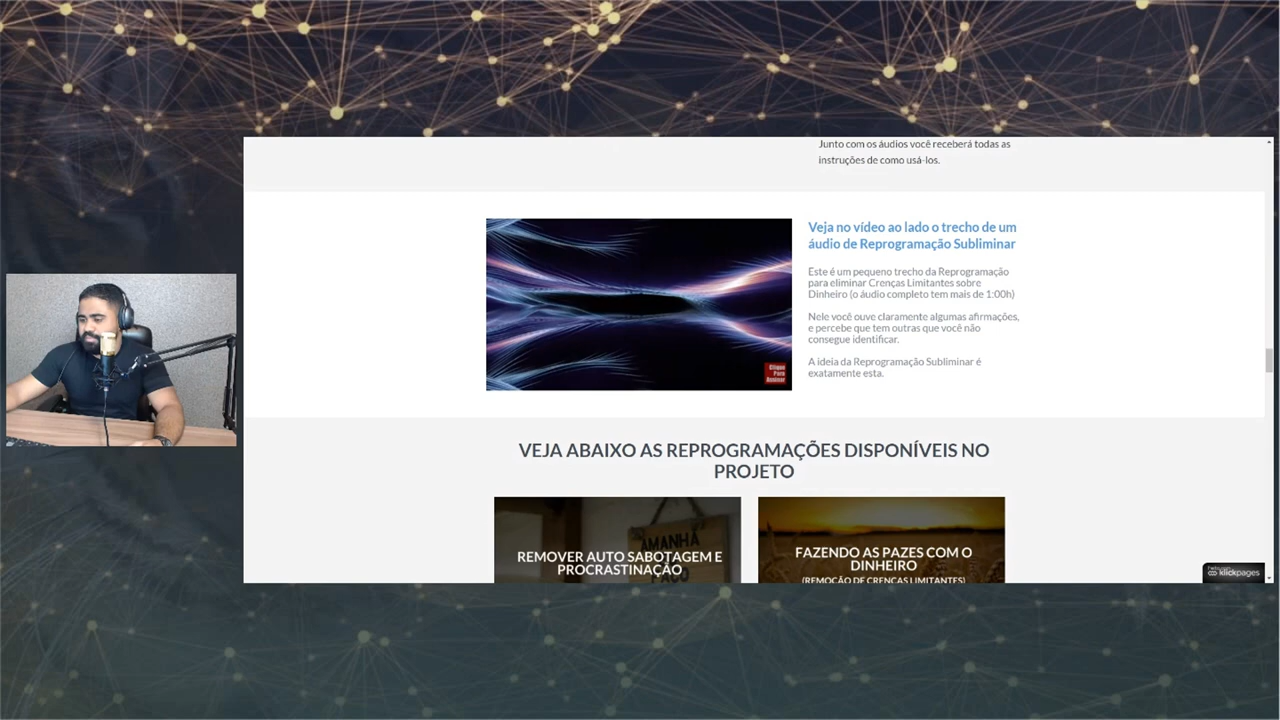 Junto com os áudios você receberá todas as
instruções de como usá-los.
Veja no vídeo ao lado o trecho de um
áudio de Reprogramação Subliminar
Este é um pequeno trecho da Reprogramação
para eliminar Crenças Limitantes sobre
Dinheiro (o áudio completo tem mais de 1:00h)
Nele você ouve claramente algumas afirmações,
e percebe que tem outras que você não
consegue identificar.
A ideia da Reprogramação Subliminar é
exatamente esta.
Clique
Para
Assinar
VEJA ABAIXO AS REPROGRAMAÇÕES DISPONÍVEIS NO
PROJETO
AMANHÃ
REMOVER AUTO SABOTAGEM E
PROCRASTINAÇÃO
FAZENDO AS PAZES COM O
DINHEIRO
(REMOÇÃO DE CRENÇAS LIMITANTES)
klickpages